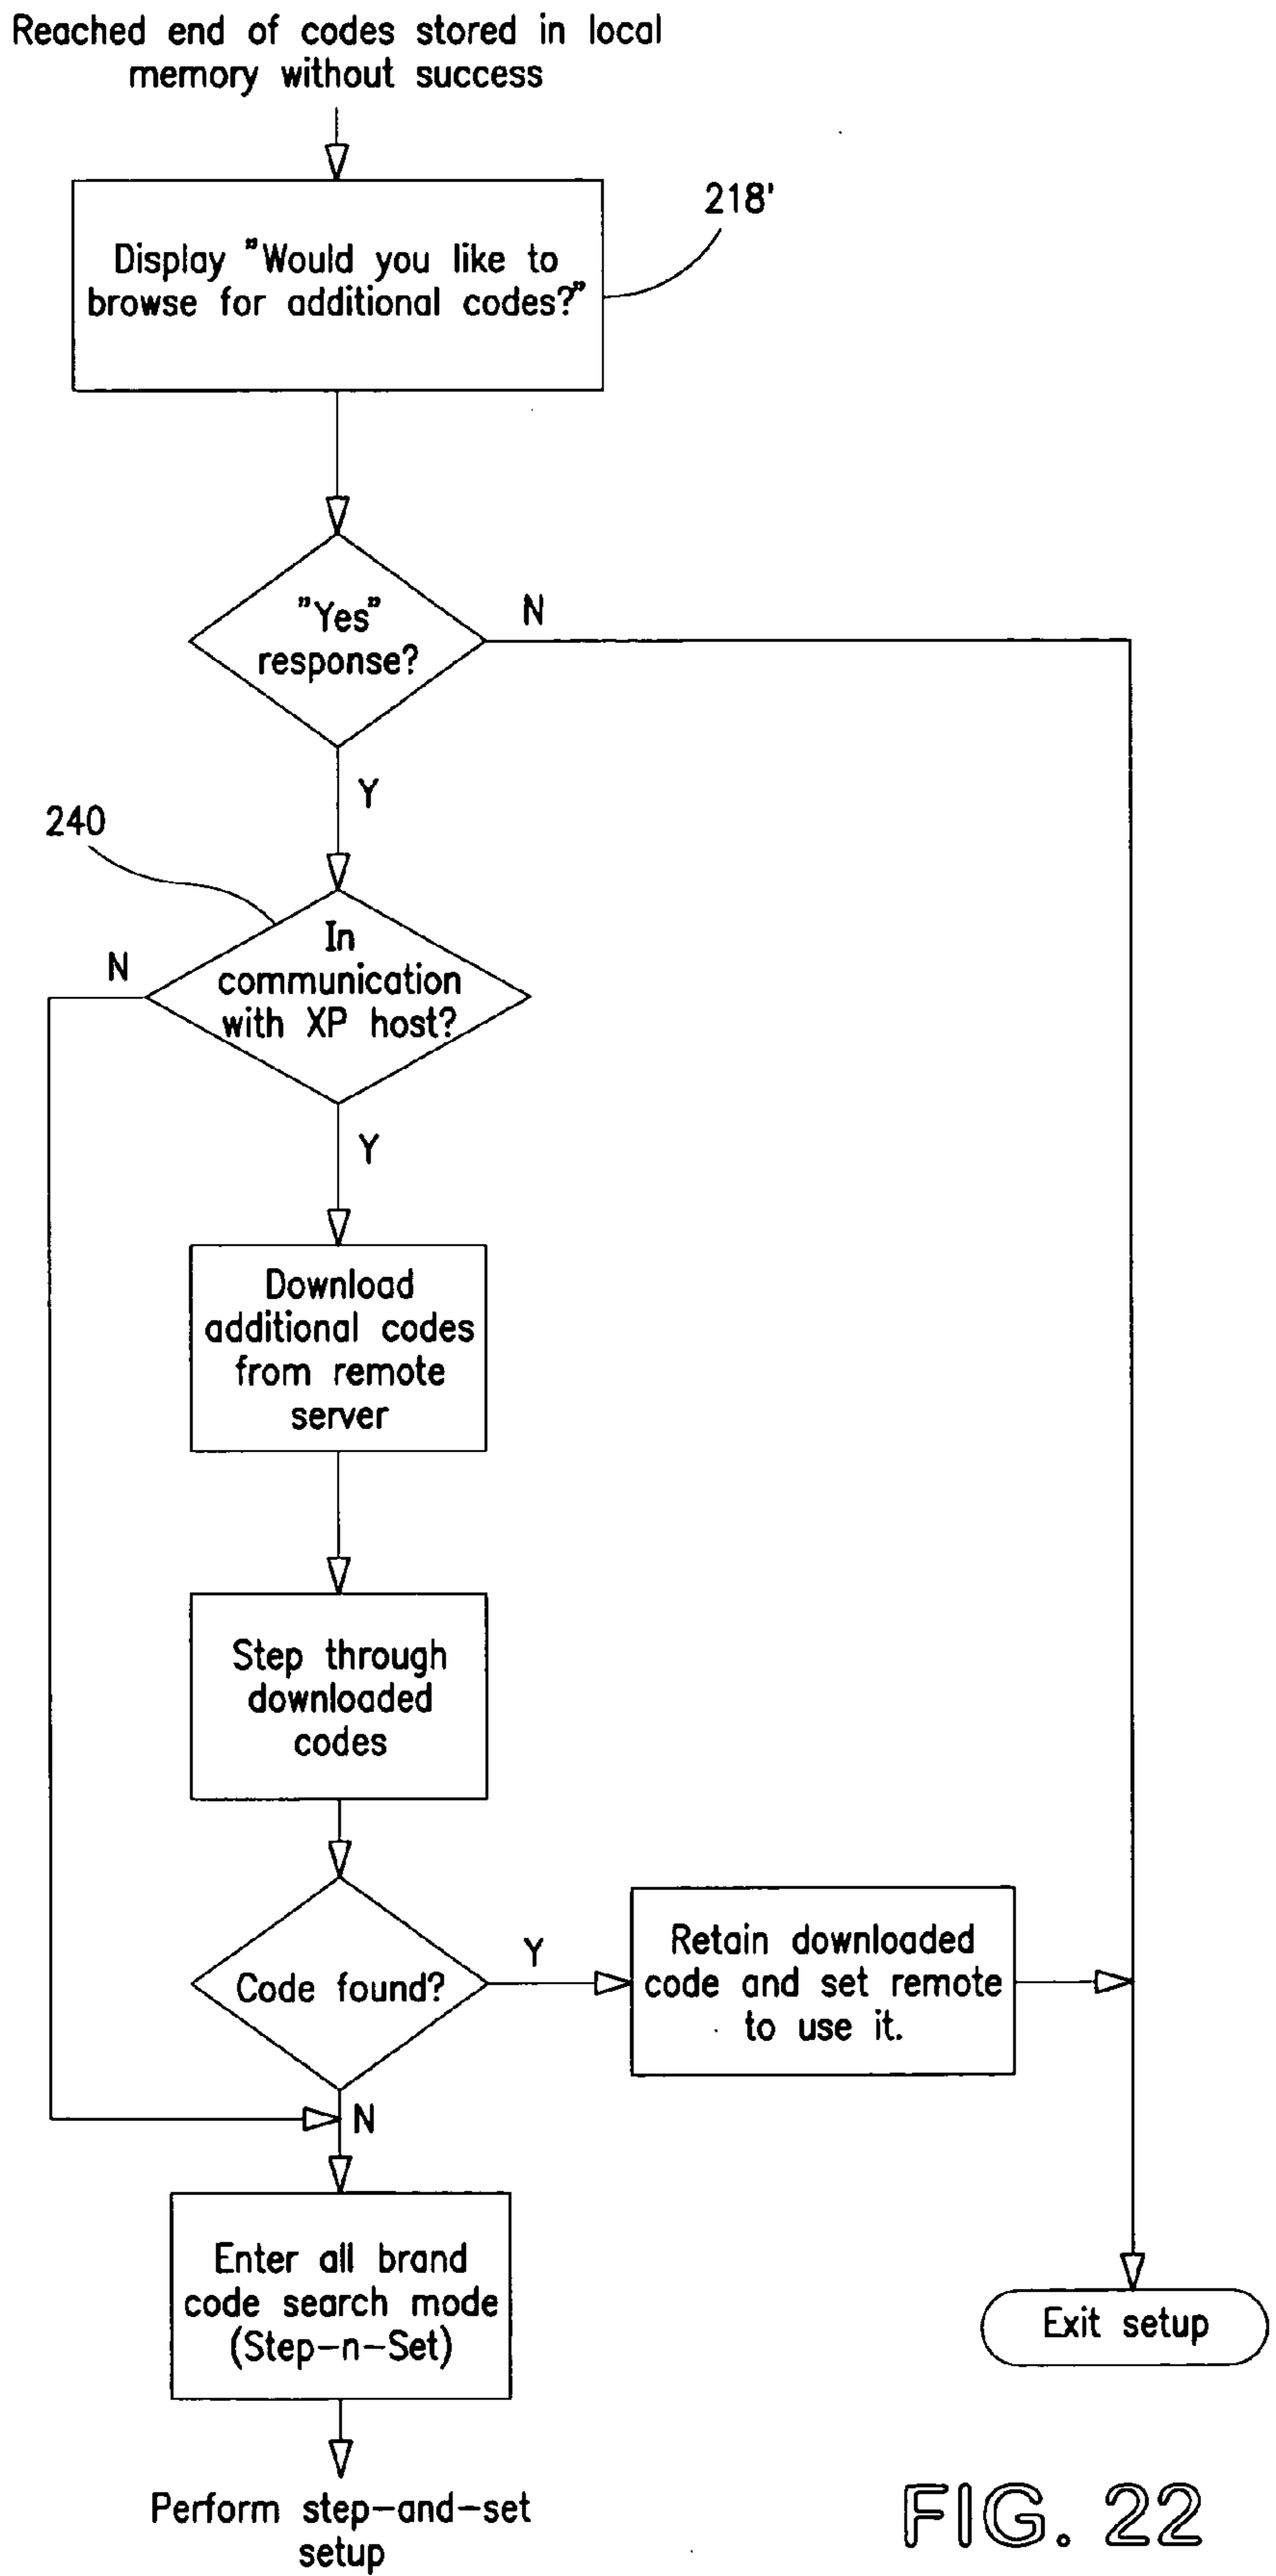 Reached end of codes stored in local
memory without success
218'
Display "Would you like to
browse for additional codes?"
"Yes"
response?
N
Y
240
In
communication
with XP host?
N
Y
Download
additional codes
from remote
server
Step through
downloaded
codes
Code found?
Y
Retain downloaded
code and set remote
to use it.
N
Enter all brand
code search mode
(Step-n-Set)
Exit setup
Perform step-and-set
setup
FIG. 22